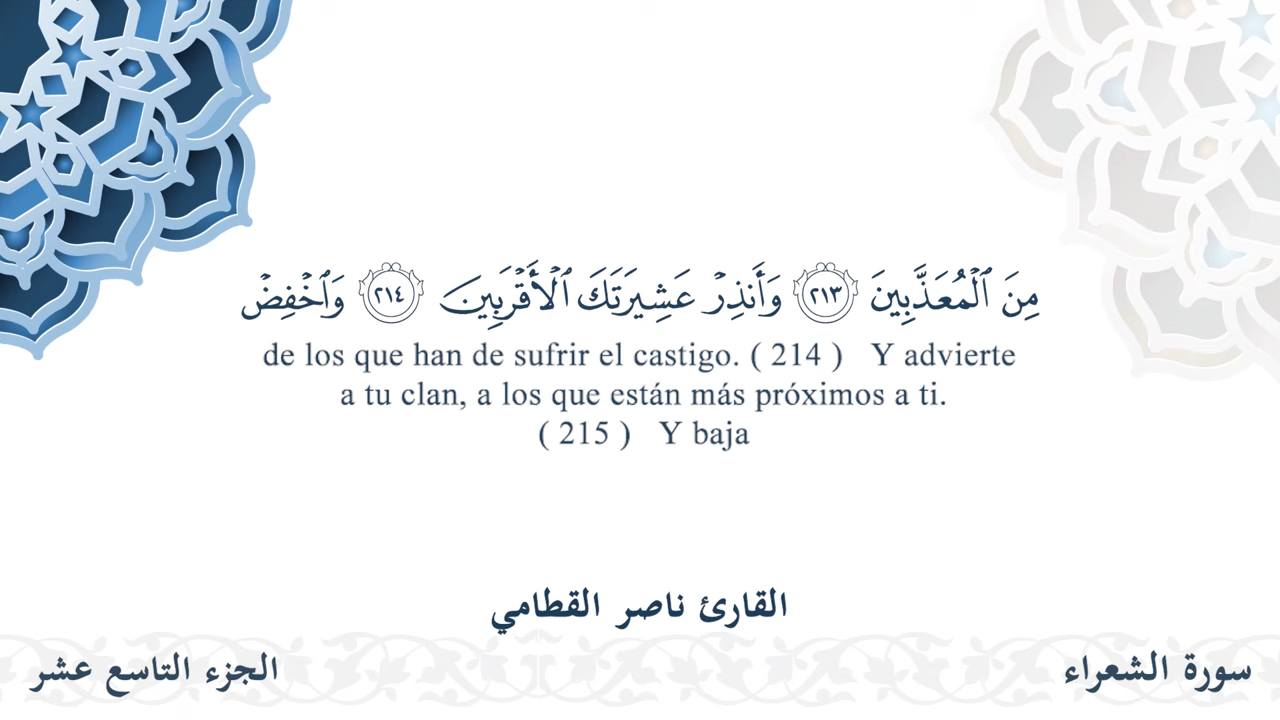 مِنَ ٱلْمُعَذَّبِينَ ٢١٣ وَأَنذِرْ عَشِيرَتَكَ ٱلْأَقْرَبِينَ ٢١٤ وَٱخْفِضْ
de los que han de sufrir el castigo. ( 214 ) Y advierte
a tu clan, a los que están más próximos a ti.
( 215 ) Y baja
القارئ ناصر القطامي
سورة الشعراء
الجزء التاسع عشر